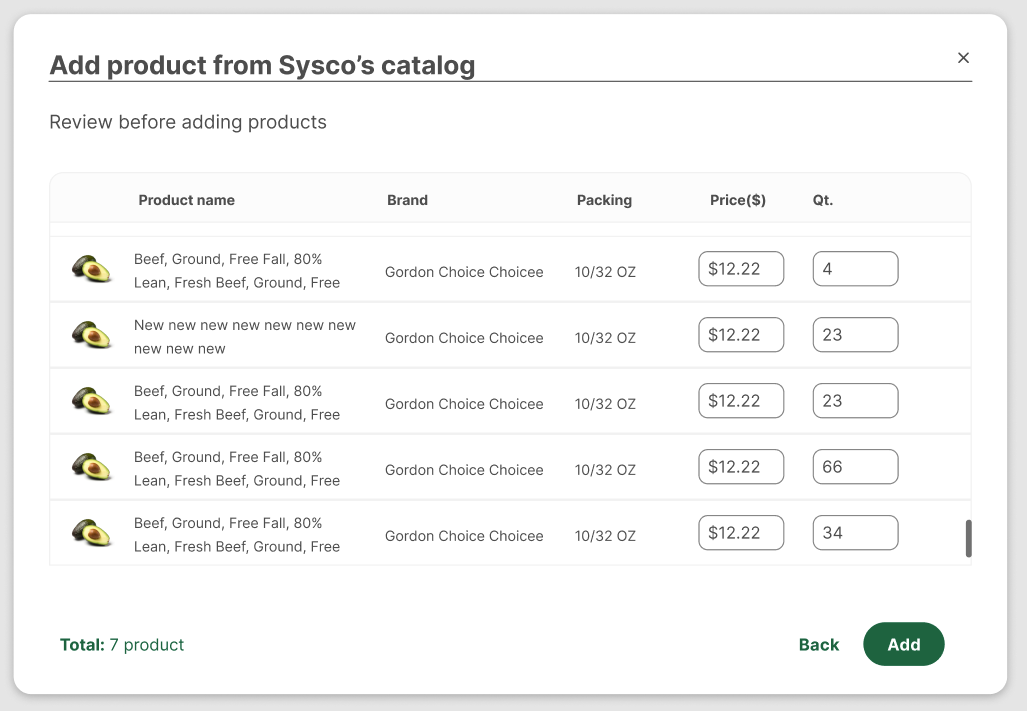 Add product from Sysco’s catalog
Review before adding products
Product name Brand Packing Price($) Qt.
Beef, Ground, Free Fall, 80%
Lean, Fresh Beef, Ground, Free
Gordon Choice Choicee 10/32 OZ $12.22 4
New new new new new new new
new new new
Gordon Choice Choicee 10/32 OZ $12.22 23
Beef, Ground, Free Fall, 80%
Lean, Fresh Beef, Ground, Free
Gordon Choice Choicee 10/32 OZ $12.22 23
Beef, Ground, Free Fall, 80%
Lean, Fresh Beef, Ground, Free
Gordon Choice Choicee 10/32 OZ $12.22 66
Beef, Ground, Free Fall, 80%
Lean, Fresh Beef, Ground, Free
Gordon Choice Choicee 10/32 OZ $12.22 34
Total: 7 product Back Add